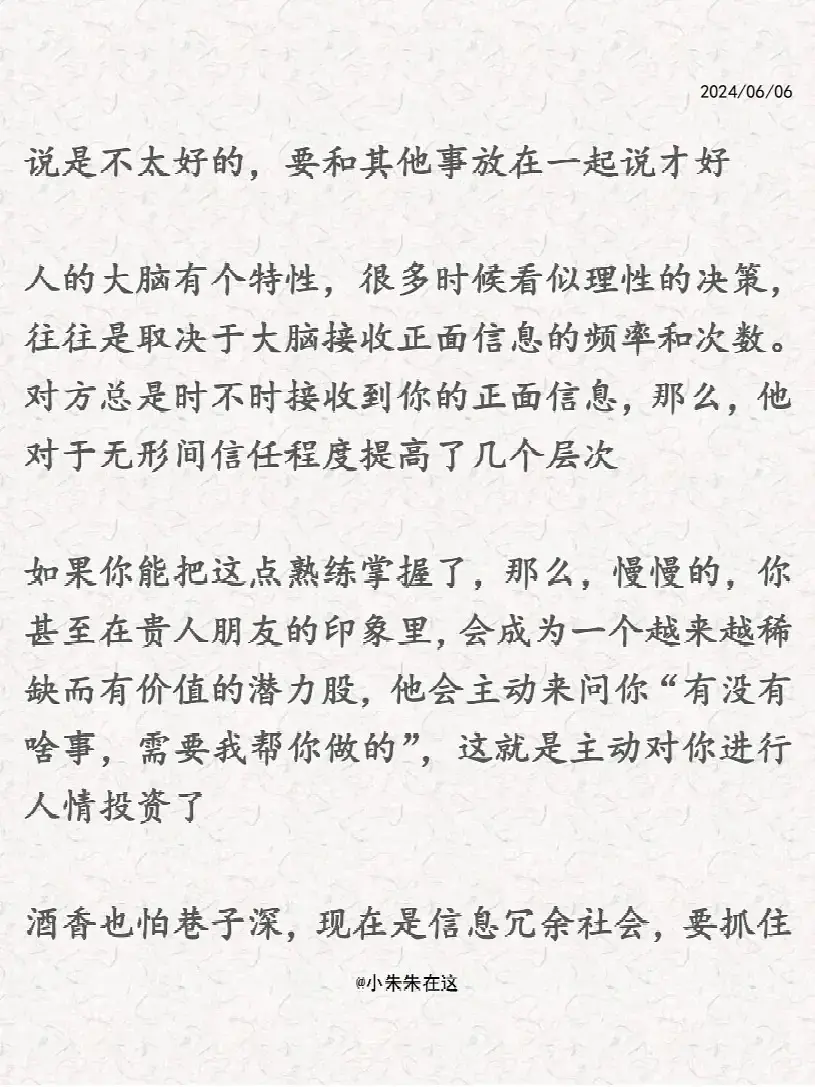 2024/06/06
说是不太好的，要和其他事放在一起说才好
人的大脑有个特性，很多时候看似理性的决策，
往往是取决于大脑接收正面信息的频率和次数。
对方总是时不时接收到你的正面信息，那么，他
对于无形间信任程度提高了几个层次
如果你能把这点熟练掌握了，那么，慢慢的，你
甚至在贵人朋友的印象里，会成为一个越来越稀
缺而有价值的潜力股，他会主动来问你“有没有
啥事，需要我帮你做的”，这就是主动对你进行
人情投资了
酒香也怕巷子深，现在是信息冗余社会，要抓住
@小朱朱在这